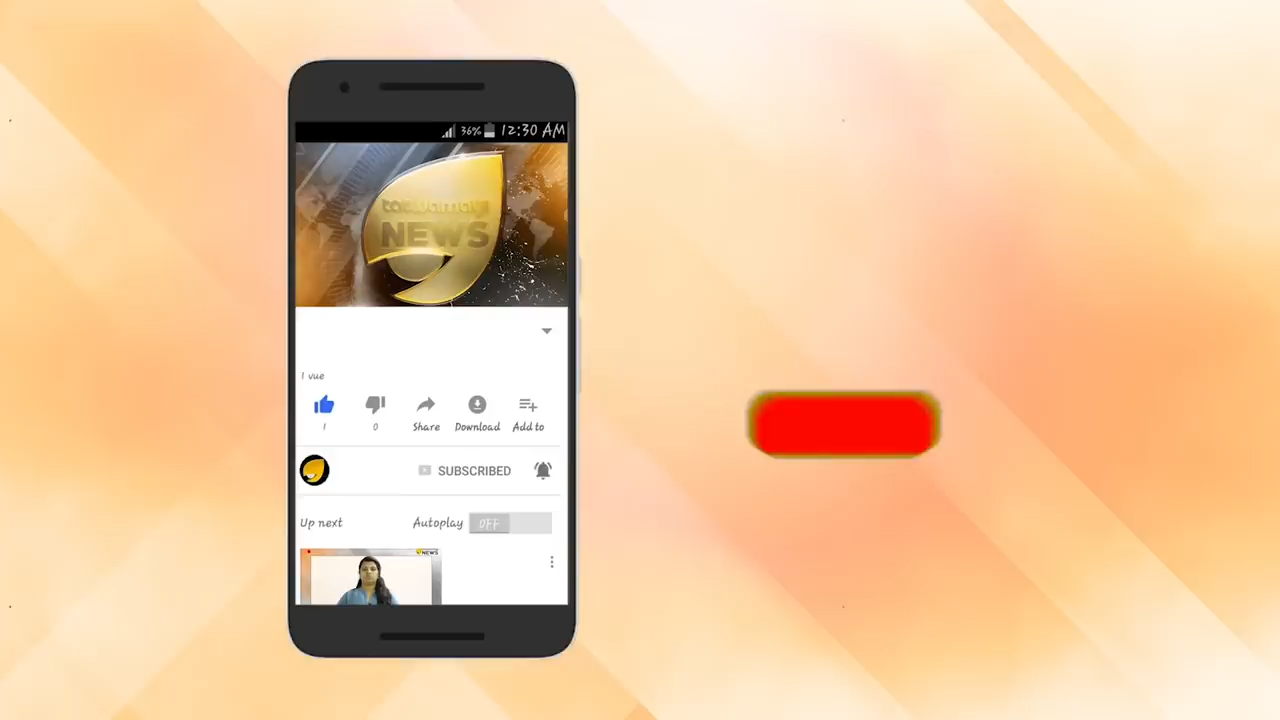 36% 12:30 AM
tatwamayi
NEWS
1 vue
1 0 Share Download Add to
SUBSCRIBED
Up next Autoplay OFF
NEWS